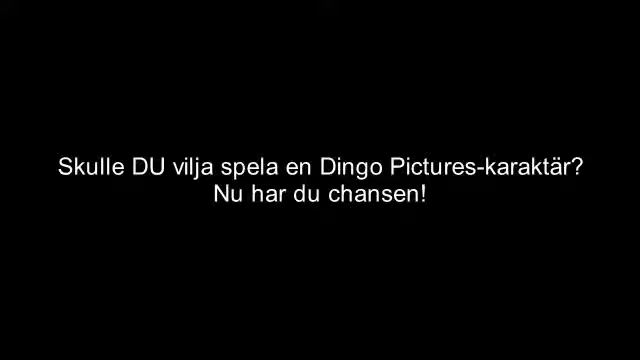 Skulle DU vilja spela en Dingo Pictures-karaktär?
Nu har du chansen!